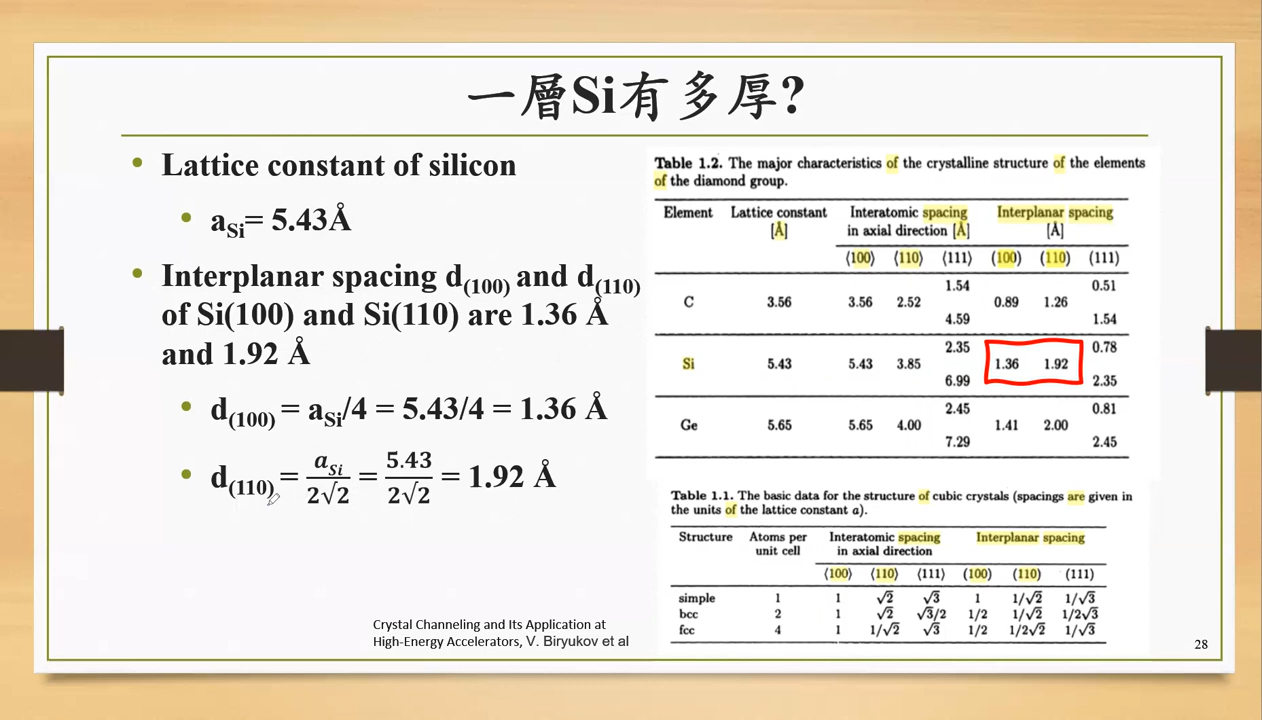 一層Si有多厚?
• Lattice constant of silicon
• aSi= 5.43Å
• Interplanar spacing d(100) and d(110)
of Si(100) and Si(110) are 1.36 Å
and 1.92 Å
• d(100) = aSi/4 = 5.43/4 = 1.36 Å
• d(110) = aSi/2√2 = 5.43/2√2 = 1.92 Å
Crystal Channeling and Its Application at
High-Energy Accelerators, V. Biryukov et al
Table 1.2. The major characteristics of the crystalline structure of the elements
of the diamond group.
Element Lattice constant Interatomic spacing Interplanar spacing
[Å] in axial direction [Å] [Å]
⟨100⟩ ⟨110⟩ ⟨111⟩ (100) (110) (111)
1.54 0.51
C 3.56 3.56 2.52 0.89 1.26
4.59 1.54
2.35 0.78
Si 5.43 5.43 3.85 1.36 1.92
6.99 2.35
2.45 0.81
Ge 5.65 5.65 4.00 1.41 2.00
7.29 2.45
Table 1.1. The basic data for the structure of cubic crystals (spacings are given in
the units of the lattice constant a).
Structure Atoms per Interatomic spacing Interplanar spacing
unit cell in axial direction
⟨100⟩ ⟨110⟩ ⟨111⟩ (100) (110) (111)
simple 1 1 √2 √3 1 1/√2 1/√3
bcc 2 1 √2 √3/2 1/2 1/√2 1/2√3
fcc 4 1 1/√2 √3 1/2 1/2√2 1/√3
28